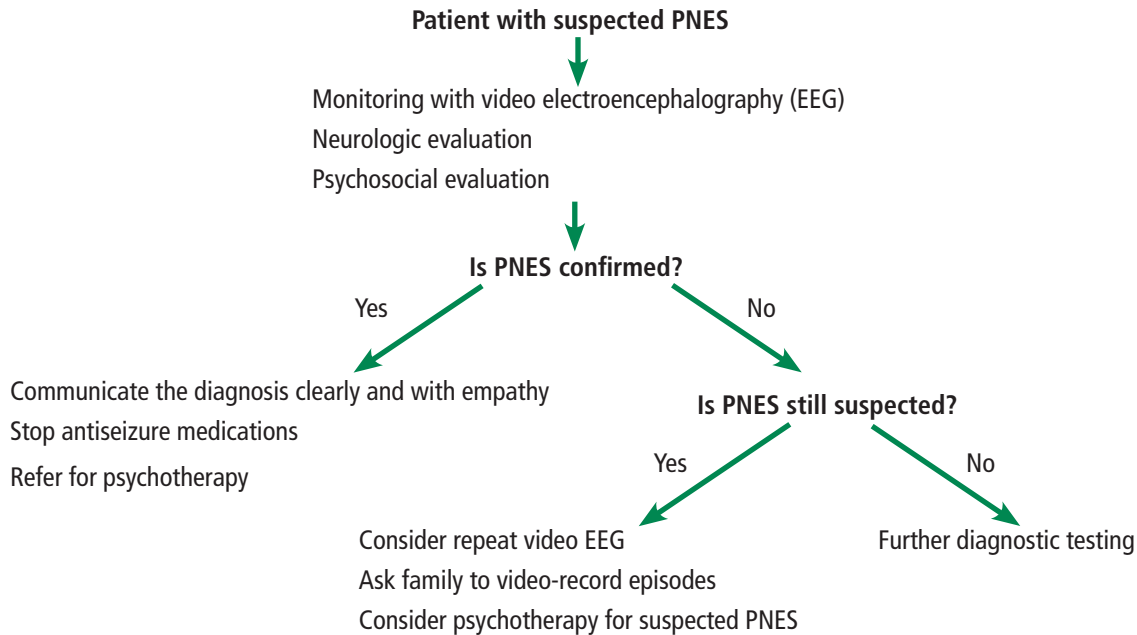 Patient with suspected PNES
Monitoring with video electroencephalography (EEG)
Neurologic evaluation
Psychosocial evaluation
Is PNES confirmed?
Yes
No
Communicate the diagnosis clearly and with empathy
Stop antiseizure medications
Refer for psychotherapy
Is PNES still suspected?
Yes
No
Consider repeat video EEG
Ask family to video-record episodes
Consider psychotherapy for suspected PNES
Further diagnostic testing